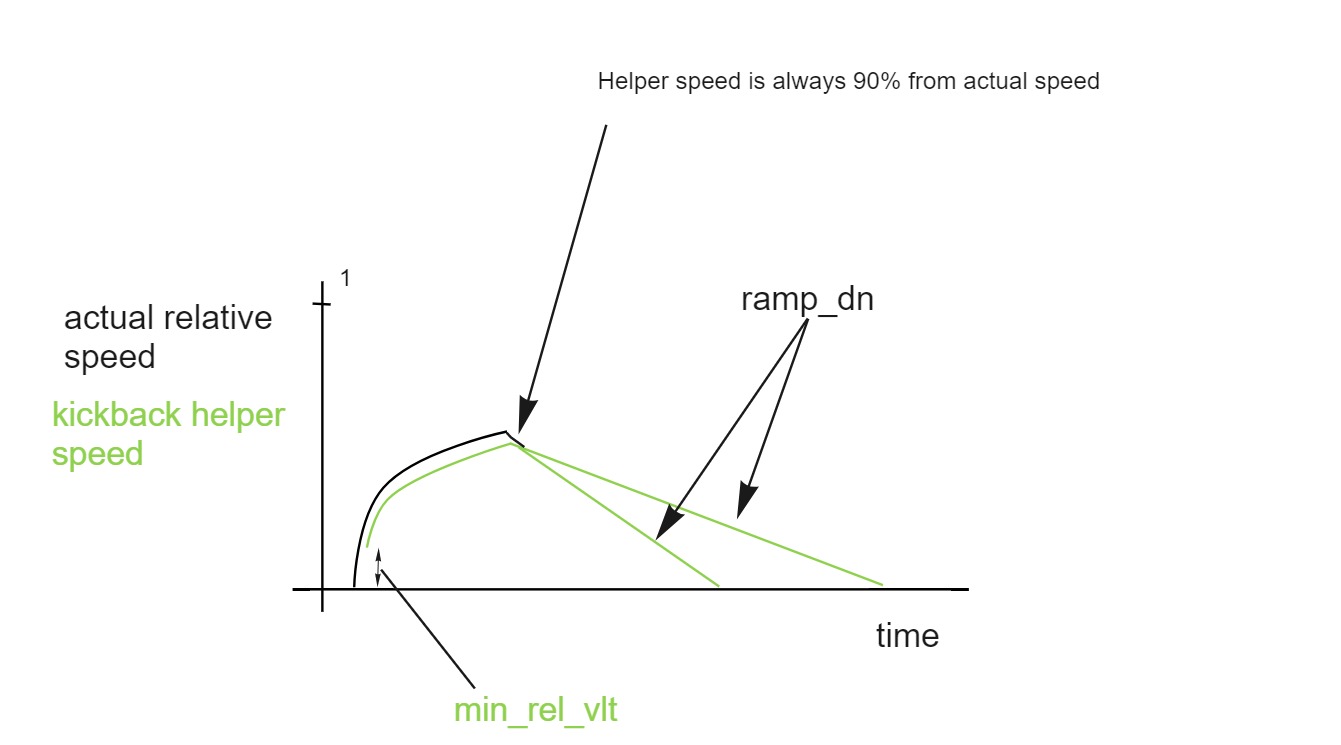 Helper speed is always 90% from actual speed
1
actual relative
speed
ramp_dn
kickback helper
speed
time
min_rel_vlt